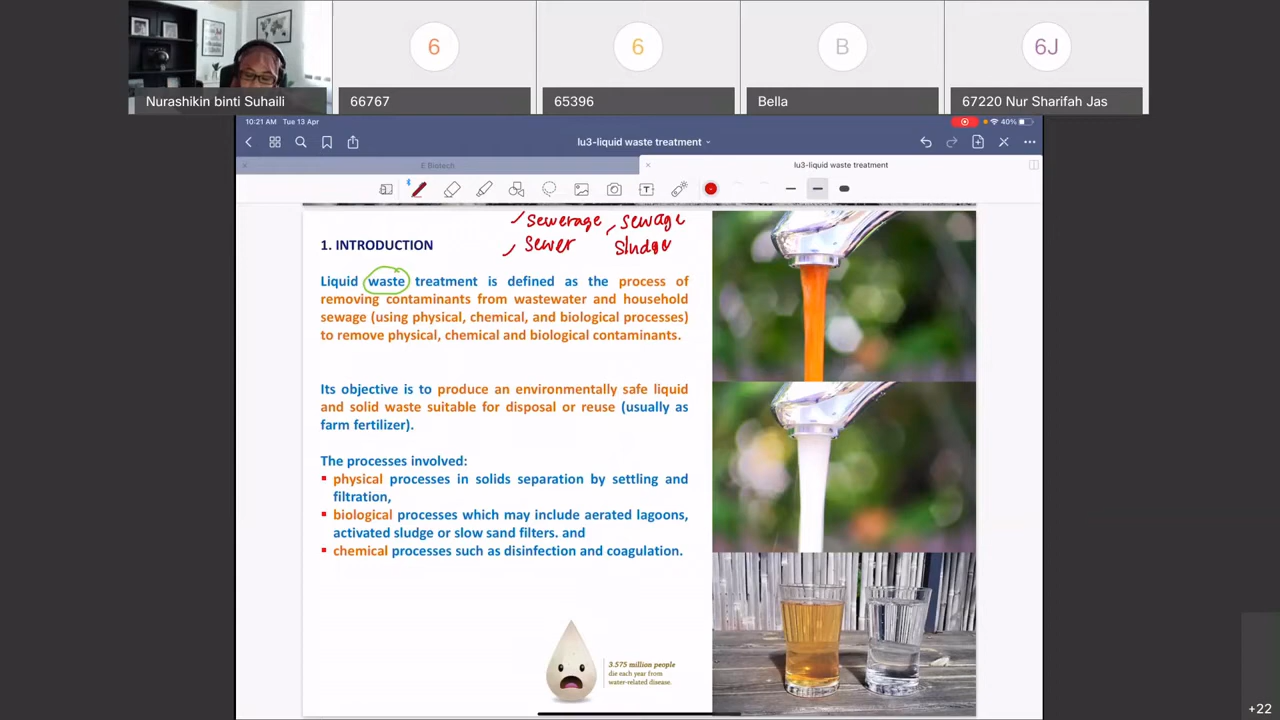 6
6
B
6J
Nurashikin binti Suhaili
66767
65396
Bella
67220 Nur Sharifah Jas
10:21 AM Tue 13 Apr
40%
lu3-liquid waste treatment
E Biotech
lu3-liquid waste treatment
Sewerage
Sewage
Sewer
Sludge
1. INTRODUCTION
Liquid waste treatment is defined as the process of
removing contaminants from wastewater and household
sewage (using physical, chemical, and biological processes)
to remove physical, chemical and biological contaminants.
Its objective is to produce an environmentally safe liquid
and solid waste suitable for disposal or reuse (usually as
farm fertilizer).
The processes involved:
physical processes in solids separation by settling and
filtration,
biological processes which may include aerated lagoons,
activated sludge or slow sand filters. and
chemical processes such as disinfection and coagulation.
3.575 million people
die each year from
water-related disease.
+22